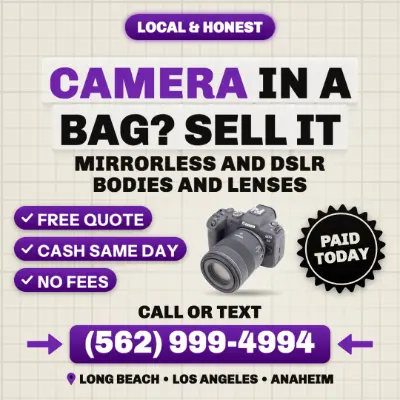 LOCAL & HONEST
CAMERA IN A
BAG? SELL IT
MIRRORLESS AND DSLR
BODIES AND LENSES
FREE QUOTE
CASH SAME DAY
NO FEES
Canon
PAID
TODAY
CALL OR TEXT
(562) 999-4994
LONG BEACH • LOS ANGELES • ANAHEIM